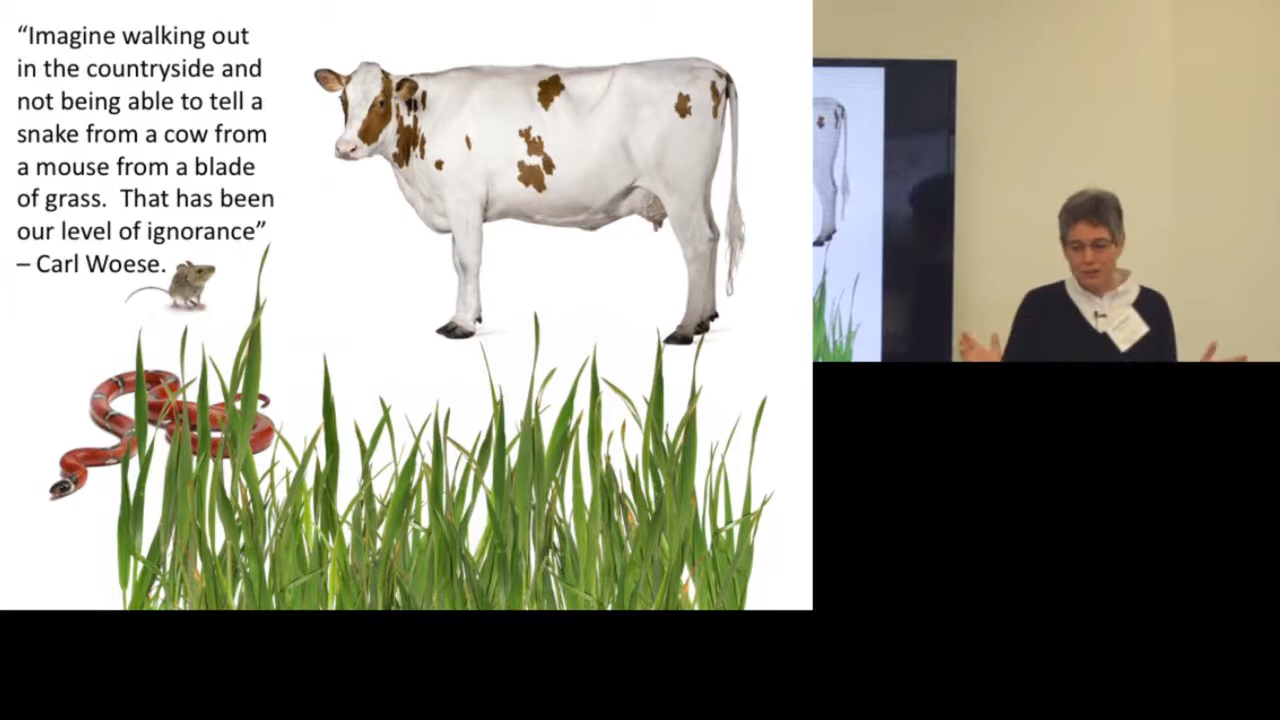 “Imagine walking out
in the countryside and
not being able to tell a
snake from a cow from
a mouse from a blade
of grass.  That has been
our level of ignorance”
– Carl Woese.